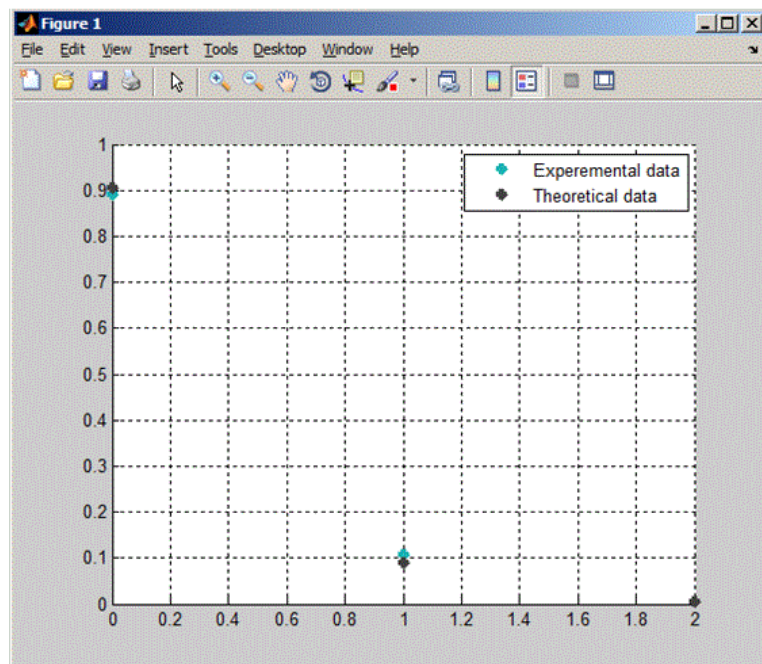 Figure 1
File Edit View Insert Tools Desktop Window Help
Experemental data
Theoretical data
1
0.9
0.8
0.7
0.6
0.5
0.4
0.3
0.2
0.1
0
0 0.2 0.4 0.6 0.8 1 1.2 1.4 1.6 1.8 2